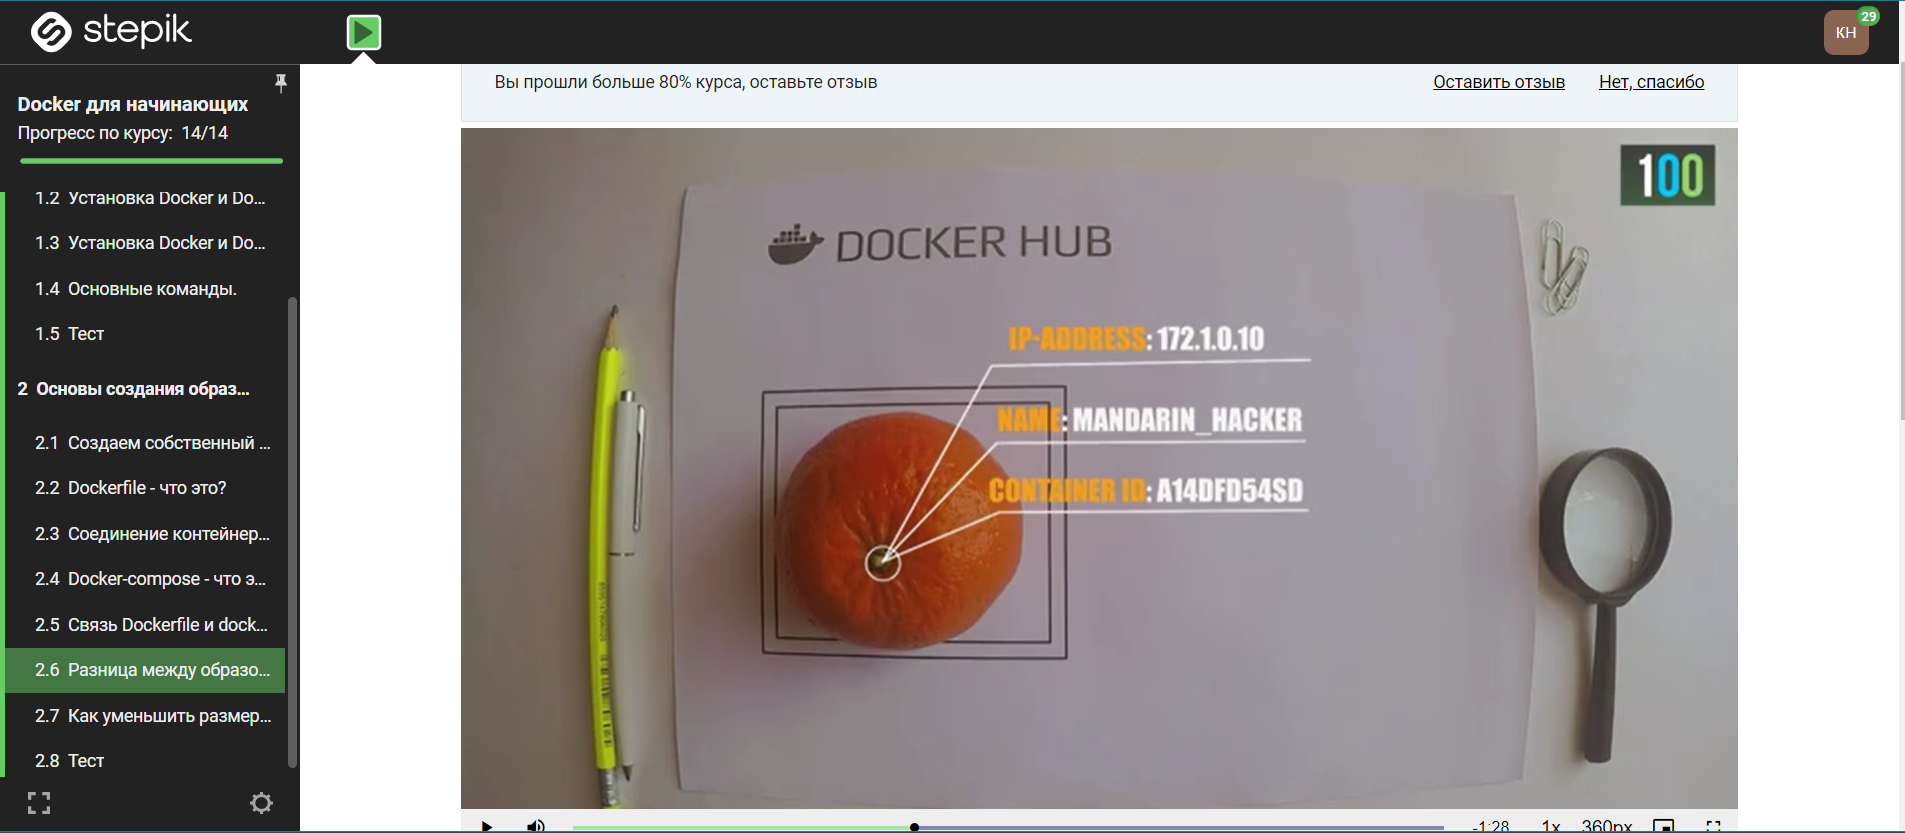 stepik
КН
29
Docker для начинающих
Прогресс по курсу: 14/14
1.2 Установка Docker и Do...
1.3 Установка Docker и Do...
1.4 Основные команды.
1.5 Тест
2 Основы создания образ...
2.1 Создаем собственный ...
2.2 Dockerfile - что это?
2.3 Соединение контейнер...
2.4 Docker-compose - что э...
2.5 Связь Dockerfile и dock...
2.6 Разница между образо...
2.7 Как уменьшить размер...
2.8 Тест
Вы прошли больше 80% курса, оставьте отзыв
Оставить отзыв
Нет, спасибо
100
DOCKER HUB
IP-ADDRESS: 172.1.0.10
NAME: MANDARIN_HACKER
CONTAINER ID: A14DFD54SD
-1:28
1x
360px